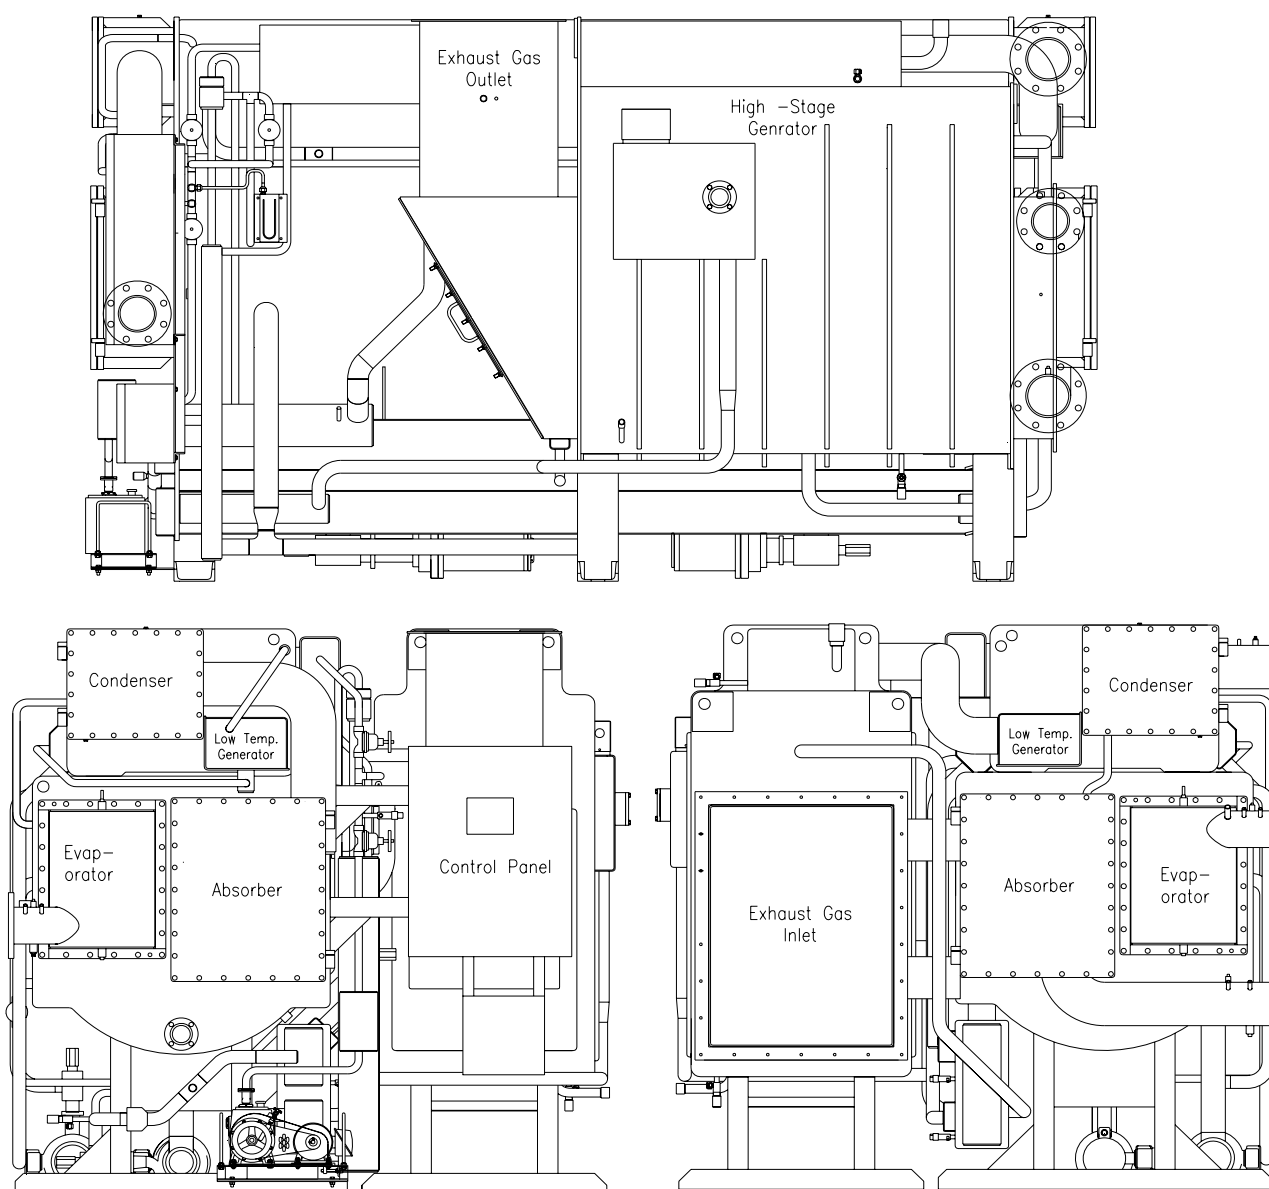 Exhaust Gas
Outlet
High -Stage
Genrator
Condenser
Low Temp.
Generator
Evap-
orator
Absorber
Control Panel
Condenser
Low Temp.
Generator
Exhaust Gas
Inlet
Absorber
Evap-
orator